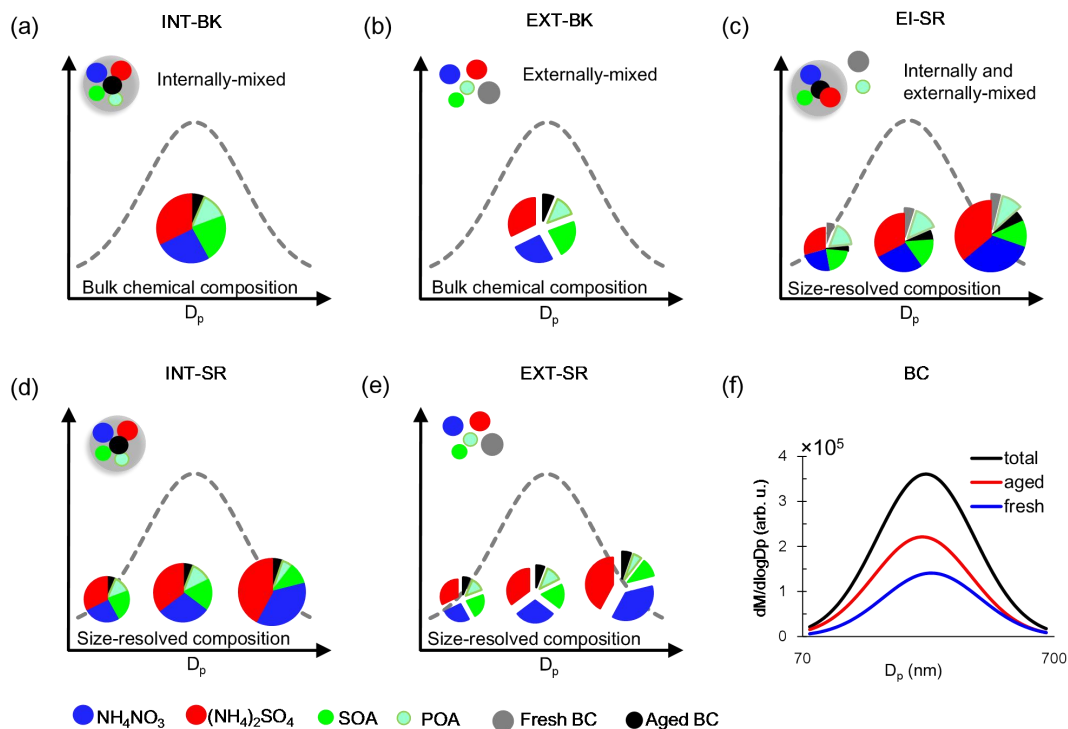 (a)
INT-BK
Internally-mixed
Bulk chemical composition
Dp
(b)
EXT-BK
Externally-mixed
Bulk chemical composition
Dp
(c)
EI-SR
Internally and
externally-mixed
Size-resolved composition
Dp
(d)
INT-SR
Size-resolved composition
Dp
(e)
EXT-SR
Size-resolved composition
Dp
(f)
BC
×10⁵
4
3
2
1
0
dM/dlogDp (arb. u.)
total
aged
fresh
70
700
Dp (nm)
NH₄NO₃
(NH₄)₂SO₄
SOA
POA
Fresh BC
Aged BC